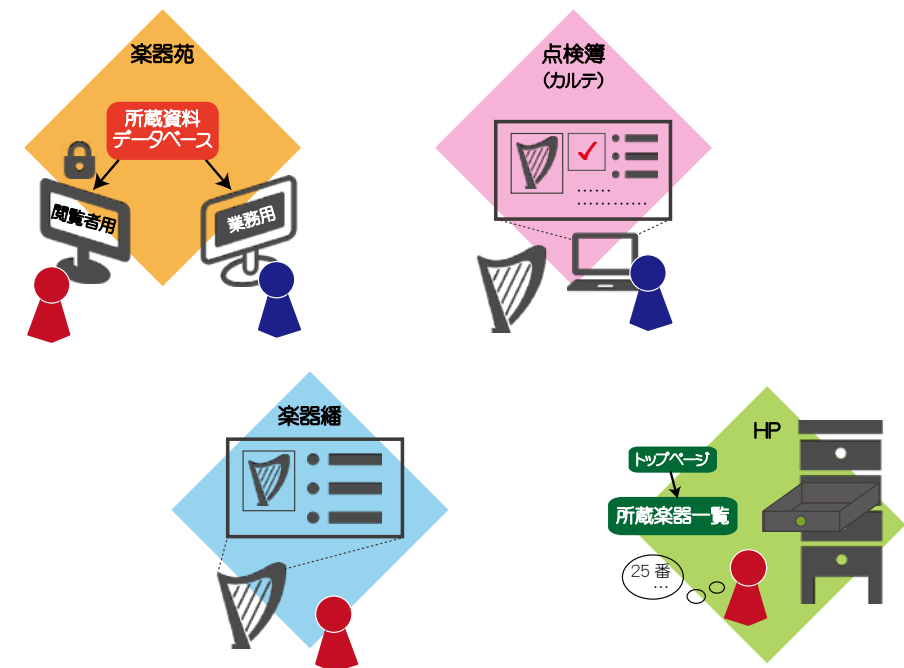 楽器苑
所蔵資料
データベース
閲覧者用
業務用
点検簿
（カルテ）
楽器繙
HP
トップページ
所蔵楽器一覧
25 番
…